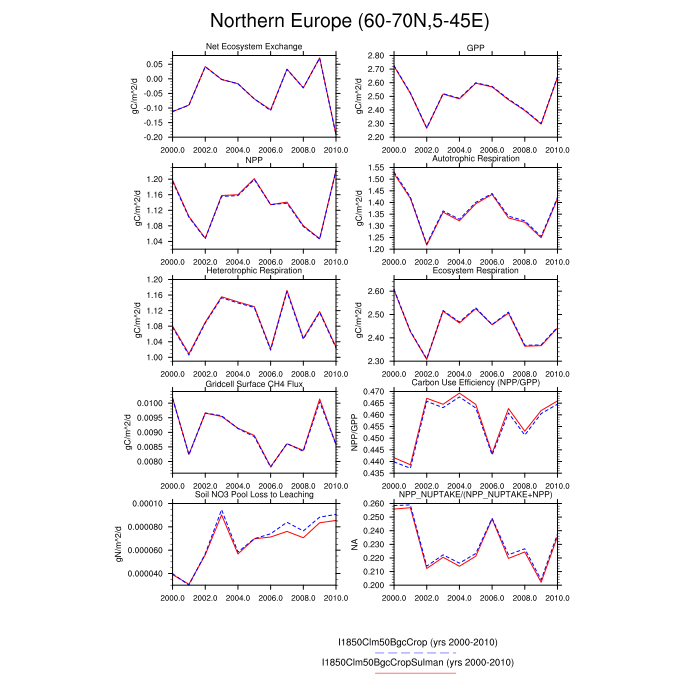 Northern Europe (60-70N,5-45E)
Net Ecosystem Exchange
GPP
gC/m^2/d
0.05
0.00
-0.05
-0.10
-0.15
-0.20
2000.0 2002.0 2004.0 2006.0 2008.0 2010.0
gC/m^2/d
2.80
2.70
2.60
2.50
2.40
2.30
2.20
2000.0 2002.0 2004.0 2006.0 2008.0 2010.0
NPP
Autotrophic Respiration
gC/m^2/d
1.20
1.16
1.12
1.08
1.04
2000.0 2002.0 2004.0 2006.0 2008.0 2010.0
gC/m^2/d
1.55
1.50
1.45
1.40
1.35
1.30
1.25
1.20
2000.0 2002.0 2004.0 2006.0 2008.0 2010.0
Heterotrophic Respiration
Ecosystem Respiration
gC/m^2/d
1.20
1.16
1.12
1.08
1.04
1.00
2000.0 2002.0 2004.0 2006.0 2008.0 2010.0
gC/m^2/d
2.60
2.50
2.40
2.30
2000.0 2002.0 2004.0 2006.0 2008.0 2010.0
Gridcell Surface CH4 Flux
Carbon Use Efficiency (NPP/GPP)
gC/m^2/d
0.0100
0.0095
0.0090
0.0085
0.0080
2000.0 2002.0 2004.0 2006.0 2008.0 2010.0
NPP/GPP
0.470
0.465
0.460
0.455
0.450
0.445
0.440
0.435
2000.0 2002.0 2004.0 2006.0 2008.0 2010.0
Soil NO3 Pool Loss to Leaching
NPP_NUPTAKE/(NPP_NUPTAKE+NPP)
gN/m^2/d
0.00010
0.000080
0.000060
0.000040
2000.0 2002.0 2004.0 2006.0 2008.0 2010.0
NA
0.260
0.250
0.240
0.230
0.220
0.210
0.200
2000.0 2002.0 2004.0 2006.0 2008.0 2010.0
I1850Clm50BgcCrop (yrs 2000-2010)
I1850Clm50BgcCropSulman (yrs 2000-2010)